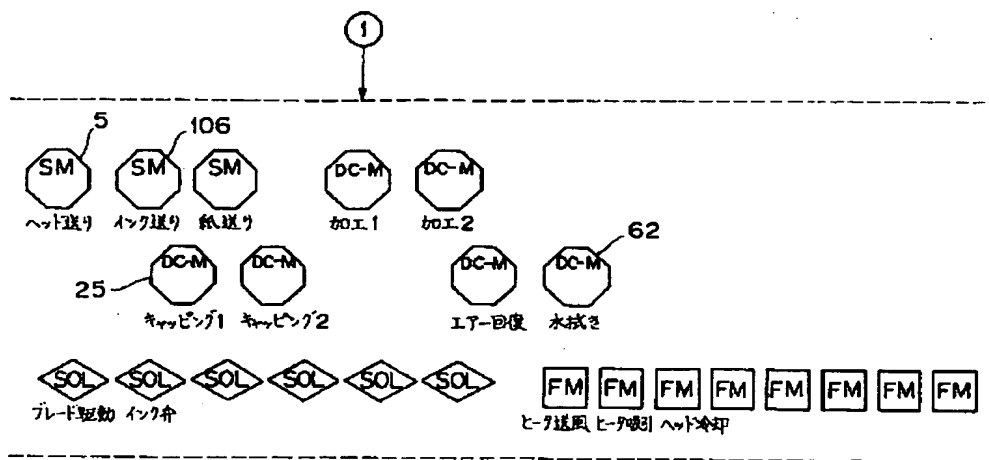 1
5 106
SM SM SM DC-M DC-M
ヘッド送り インク送り 紙送り 加工1 加工2
62
DC-M DC-M DC-M DC-M
25
キャッピング1 キャッピング2 エアー回復 水拭き
SOL SOL SOL SOL SOL SOL FM FM FM FM FM FM FM FM
ブレード駆動 インク弁 ヒータ送風 ヒータ吸引 ヘッド冷却